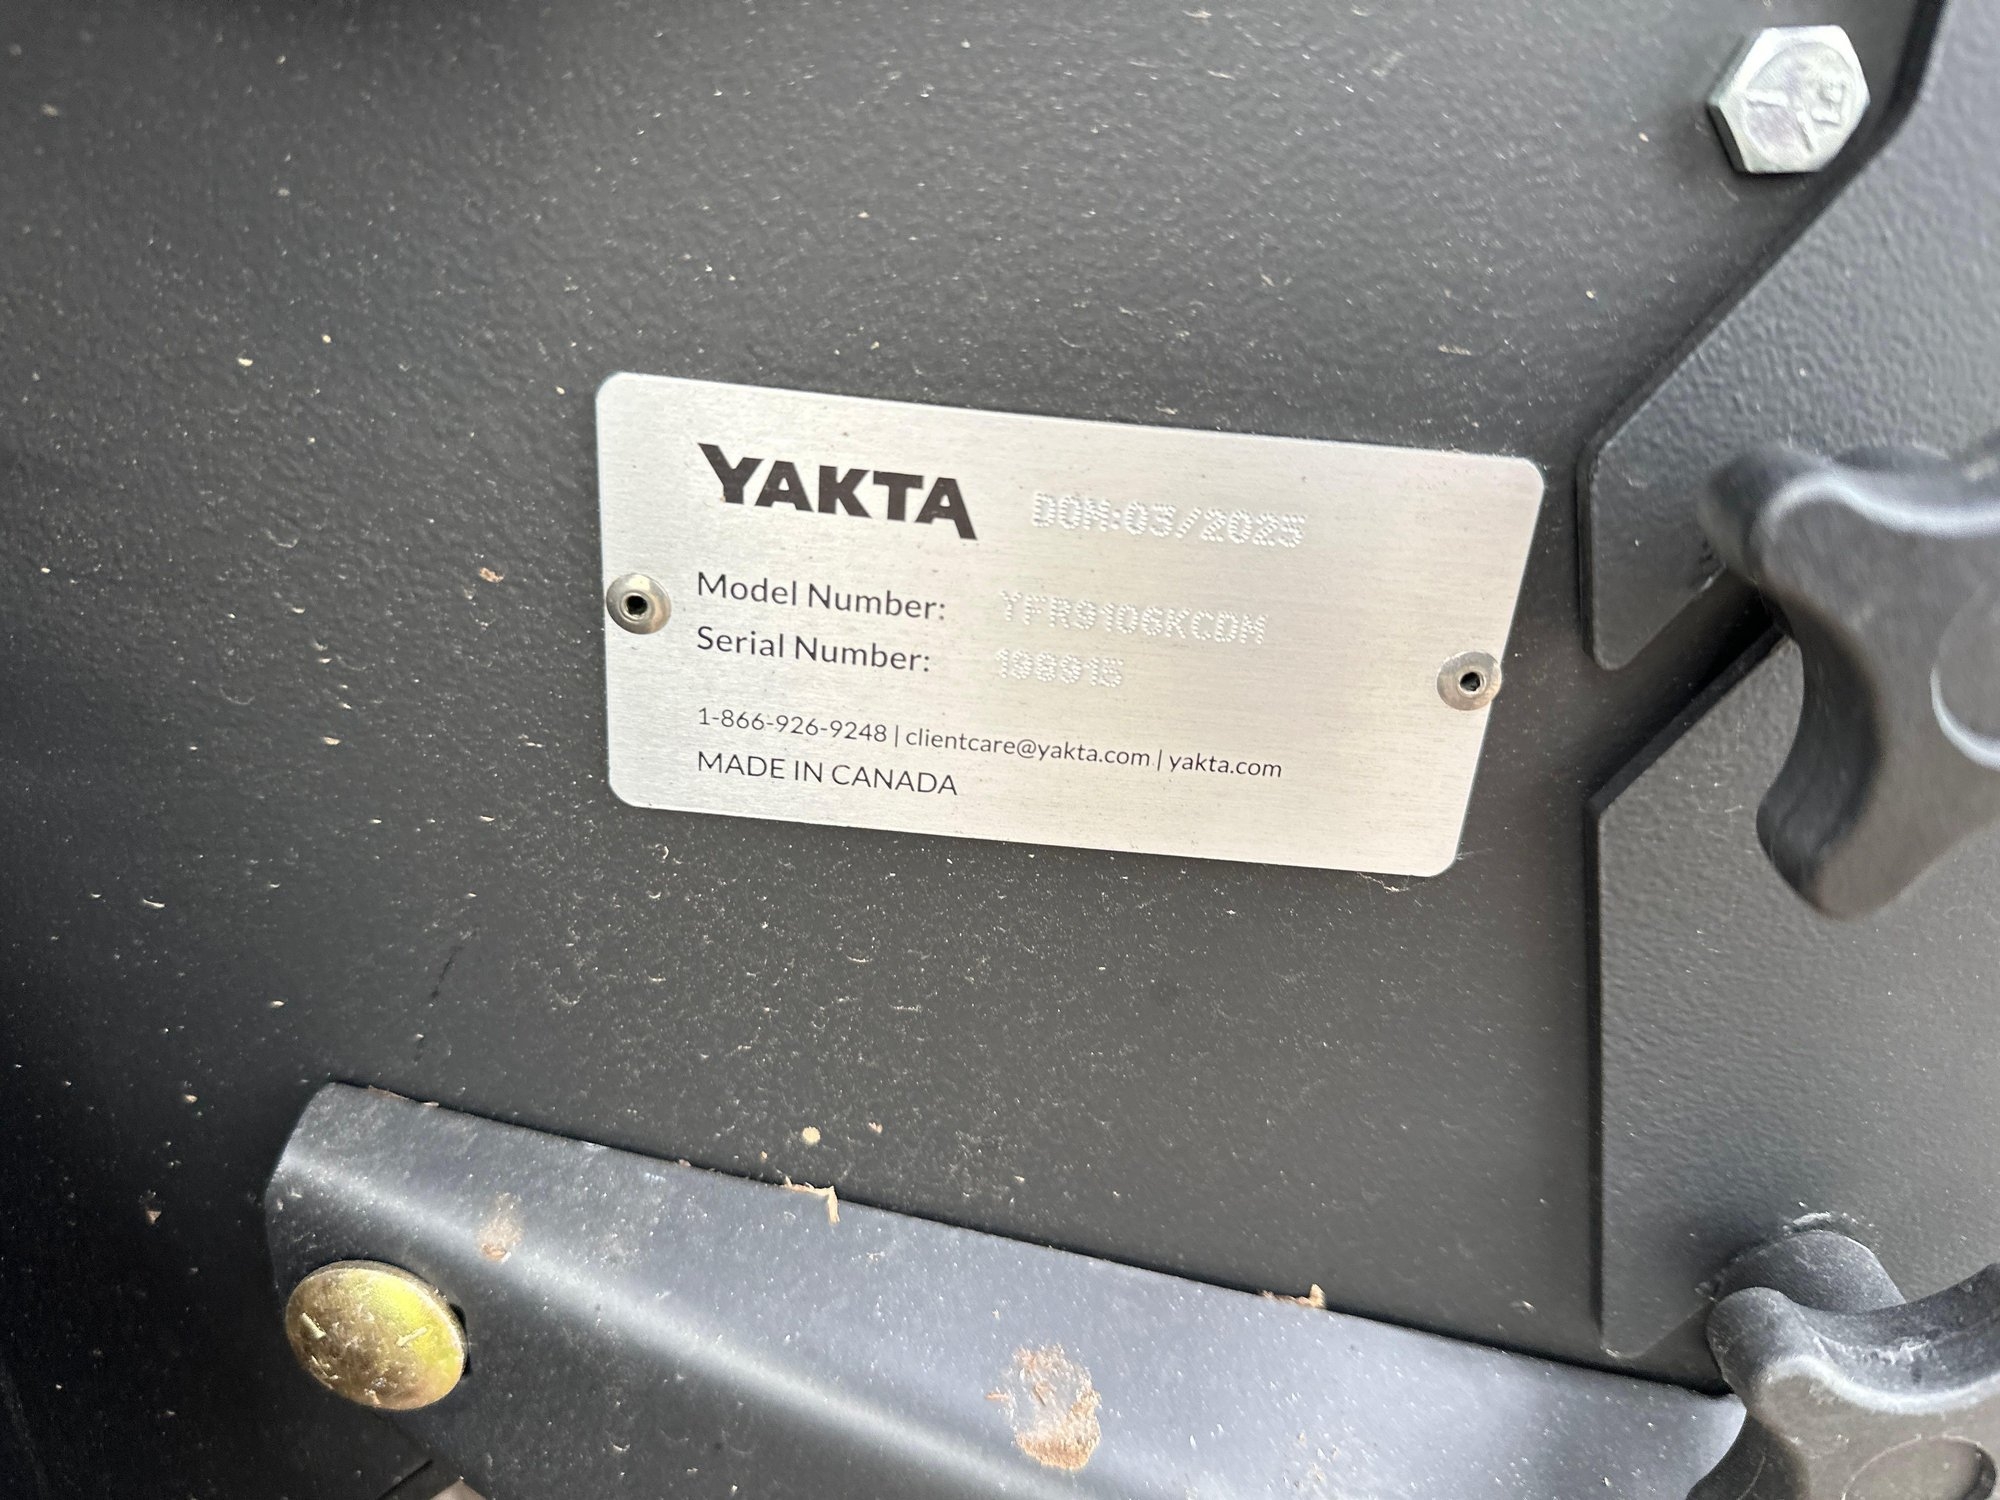 YAKTA DOM:03/2025
Model Number: YFR9106KCDM
Serial Number:
1-866-926-9248 | clientcare@yakta.com | yakta.com
MADE IN CANADA